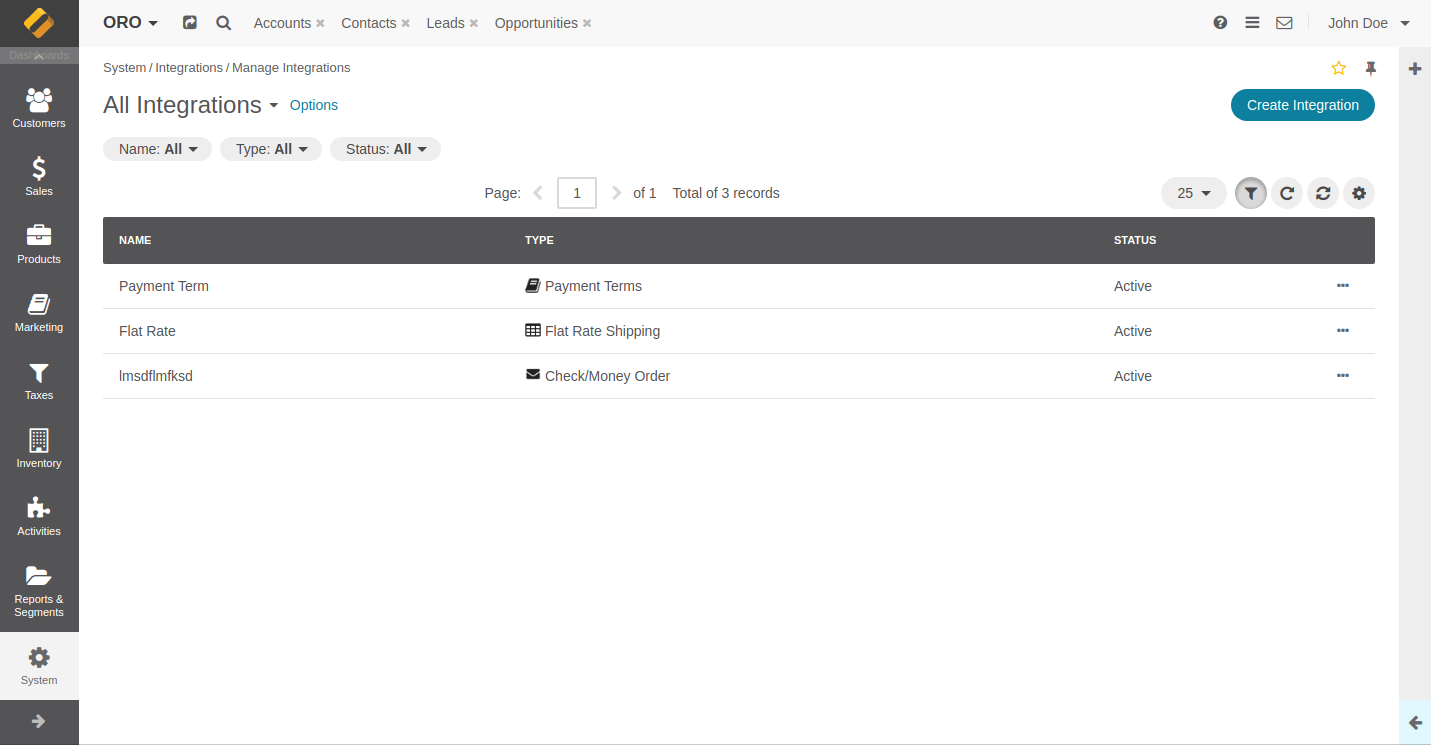 ORO Accounts Contacts Leads Opportunities John Doe
Dashboards
System / Integrations / Manage Integrations
All Integrations Options Create Integration
Customers
Name: All Type: All Status: All
Sales
Page: 1 of 1 Total of 3 records 25
NAME TYPE STATUS
Products
Payment Term Payment Terms Active
Marketing
Flat Rate Flat Rate Shipping Active
lmsdflmfksd Check/Money Order Active
Taxes
Inventory
Activities
Reports &
Segments
System